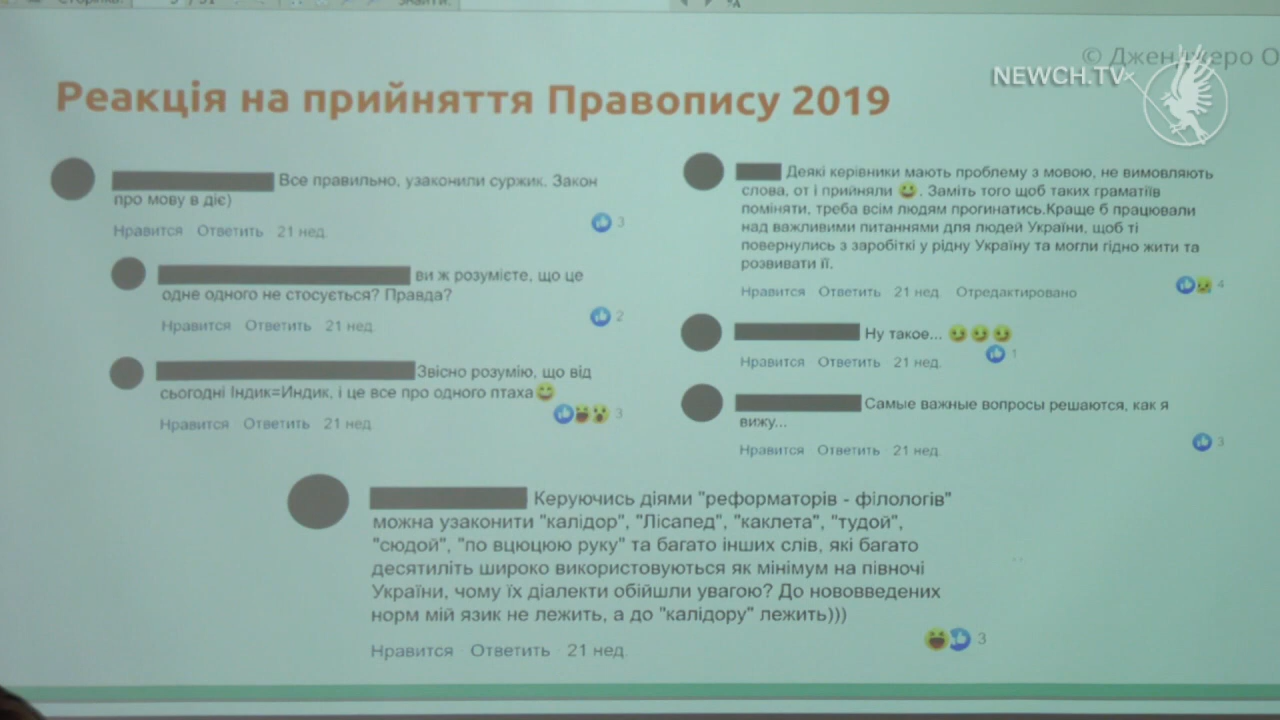 Сторінка:
5 / 31
Знайти:
© Джен
NEWCH.TV
Реакція на прийняття Правопису 2019
Все правильно, узаконили суржик. Закон
про мову в діє)
Нравится Ответить 21 нед.
3
ви ж розумієте, що це
одне одного не стосується? Правда?
Нравится Ответить 21 нед.
2
Звісно розумію, що від
сьогодні Індик=Индик, і це все про одного птаха
Нравится Ответить 21 нед.
3
Деякі керівники мають проблему з мовою, не вимовляють
слова, от і прийняли 😀. Заміть того щоб таких граматіїв
поміняти, треба всім людям прогинатись.Краще б працювали
над важливими питаннями для людей України, щоб ті
повернулись з заробіткі у рідну Україну та могли гідно жити та
розвивати її.
Нравится Ответить 21 нед. Отредактировано
4
Ну такое...
Нравится Ответить 21 нед.
1
Самые важные вопросы решаются, как я
вижу...
Нравится Ответить 21 нед.
3
Керуючись діями "реформаторів - філологів"
можна узаконити "калідор", "Лісапед", "каклета", "тудой",
"сюдой", "по вцюцюю руку" та багато інших слів, які багато
десятиліть широко використовуються як мінімум на півночі
України, чому їх діалекти обійшли увагою? До нововведених
норм мій язик не лежить, а до "калідору" лежить)))
Нравится Ответить 21 нед.
3